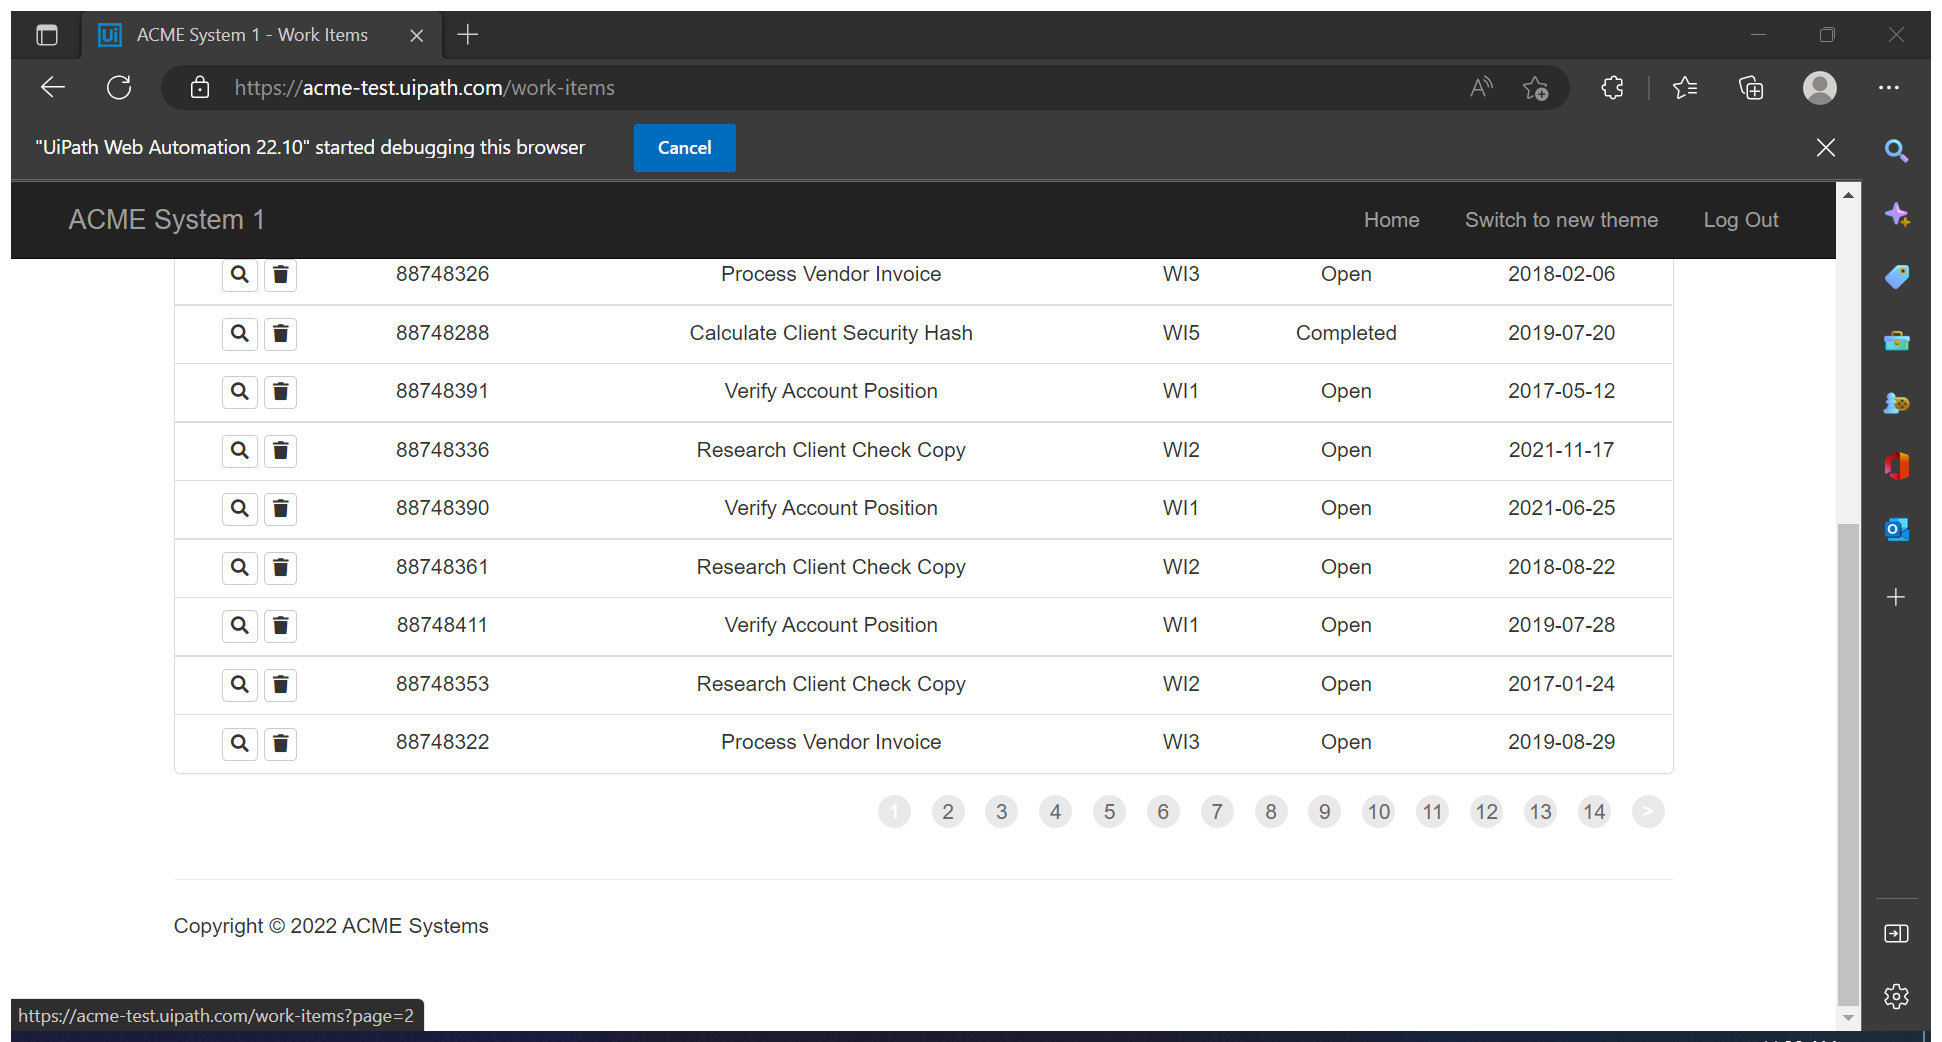 ACME System 1 - Work Items
https://acme-test.uipath.com/work-items
"UiPath Web Automation 22.10" started debugging this browser Cancel
ACME System 1 Home Switch to new theme Log Out
88748326 Process Vendor Invoice WI3 Open 2018-02-06
88748288 Calculate Client Security Hash WI5 Completed 2019-07-20
88748391 Verify Account Position WI1 Open 2017-05-12
88748336 Research Client Check Copy WI2 Open 2021-11-17
88748390 Verify Account Position WI1 Open 2021-06-25
88748361 Research Client Check Copy WI2 Open 2018-08-22
88748411 Verify Account Position WI1 Open 2019-07-28
88748353 Research Client Check Copy WI2 Open 2017-01-24
88748322 Process Vendor Invoice WI3 Open 2019-08-29
1 2 3 4 5 6 7 8 9 10 11 12 13 14 >
Copyright © 2022 ACME Systems
https://acme-test.uipath.com/work-items?page=2